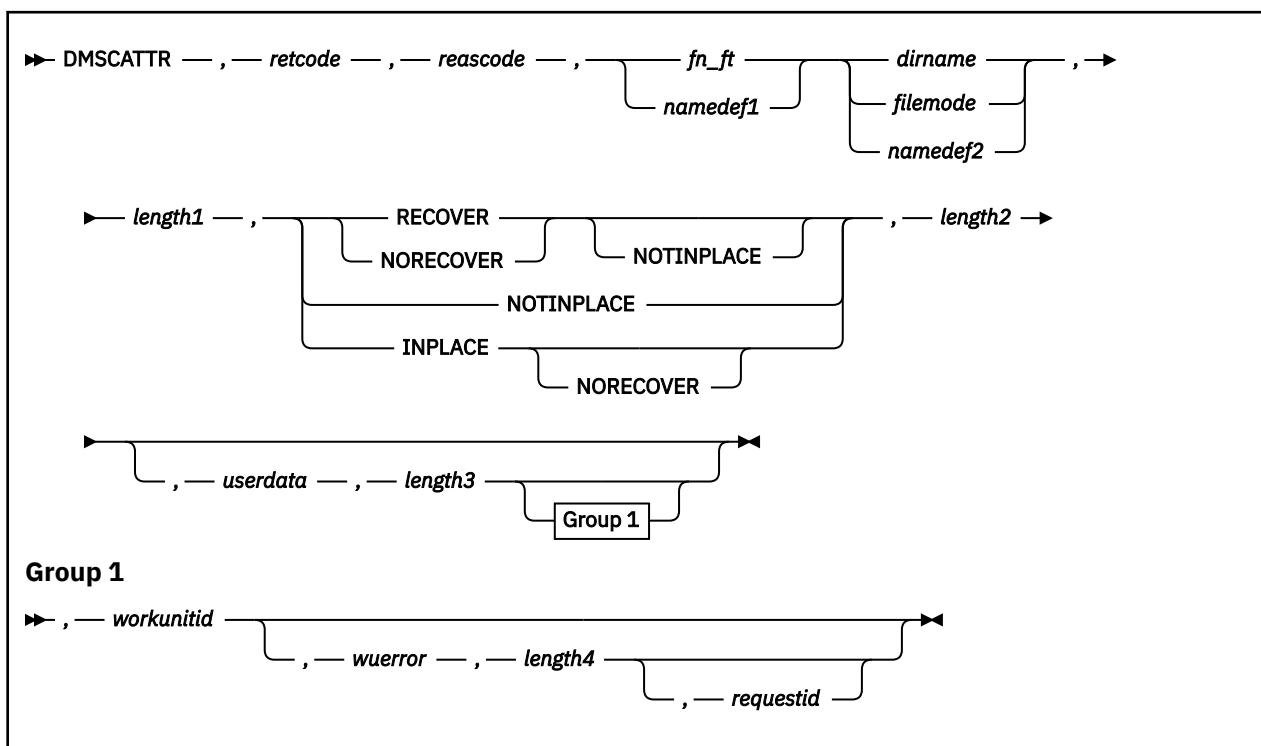 DMSCATTR , retcode , reascode , fn_ft dirname ,
namedef1 filemode
namedef2
length1 , RECOVER , length2
NORECOVER NOTINPLACE
NOTINPLACE
INPLACE
NORECOVER
, userdata , length3
Group 1
Group 1
, workunitid
, wuerror , length4
, requestid